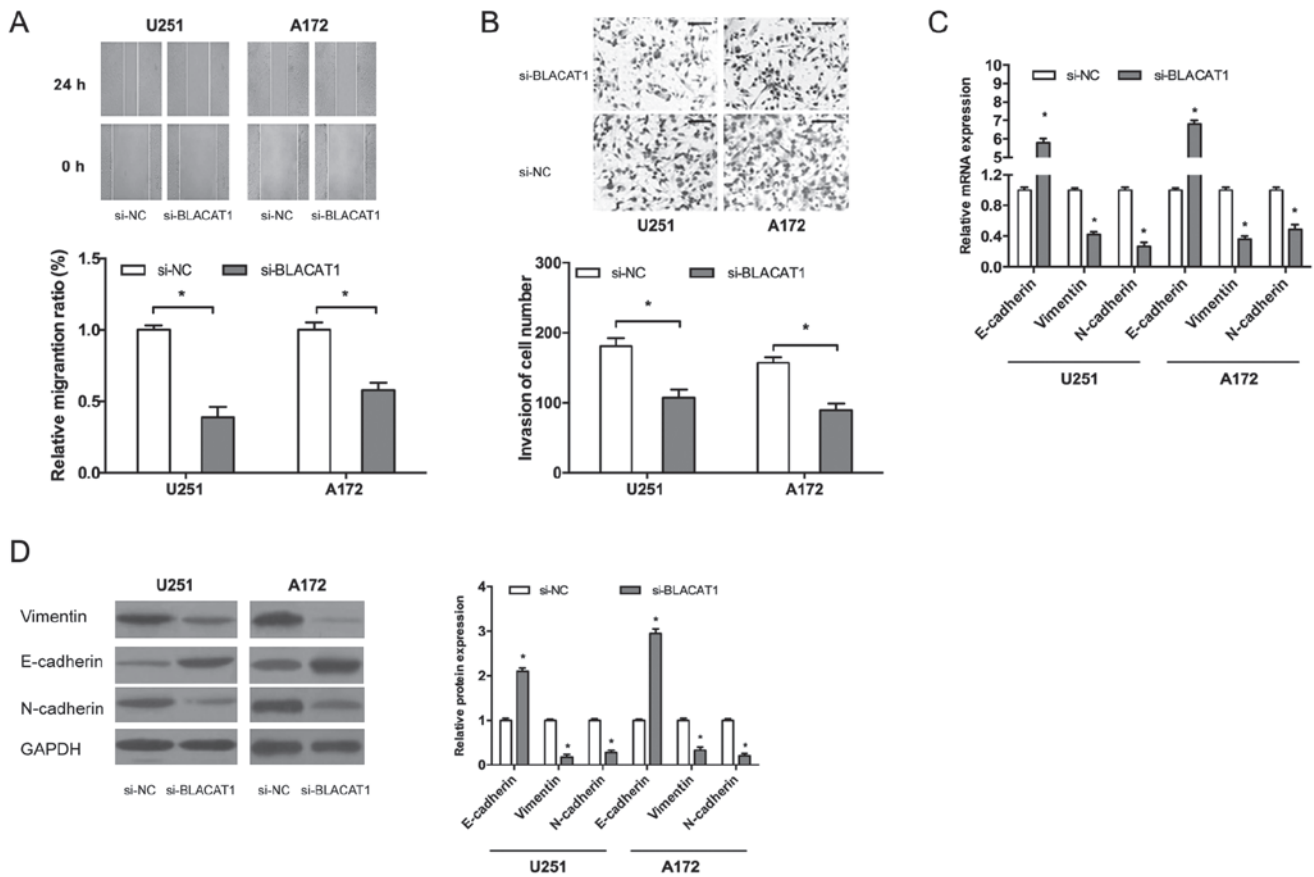 A
U251 A172
24 h
0 h
si-NC si-BLACAT1 si-NC si-BLACAT1
Relative migrantion ratio (%)
1.5
1.0
0.5
0.0
si-NC si-BLACAT1
* *
U251 A172
B
si-BLACAT1
si-NC
U251 A172
Invasion of cell number
300
200
100
0
si-NC si-BLACAT1
* *
U251 A172
C
si-NC si-BLACAT1
Relative mRNA expression
10
9
8
7
6
5
1.2
0.8
0.4
0.0
* * * * * *
E-cadherin Vimentin N-cadherin E-cadherin Vimentin N-cadherin
U251 A172
D
U251 A172
Vimentin
E-cadherin
N-cadherin
GAPDH
si-NC si-BLACAT1 si-NC si-BLACAT1
si-NC si-BLACAT1
Relative protein expression
4
3
2
1
0
* * * * * *
E-cadherin Vimentin N-cadherin E-cadherin Vimentin N-cadherin
U251 A172